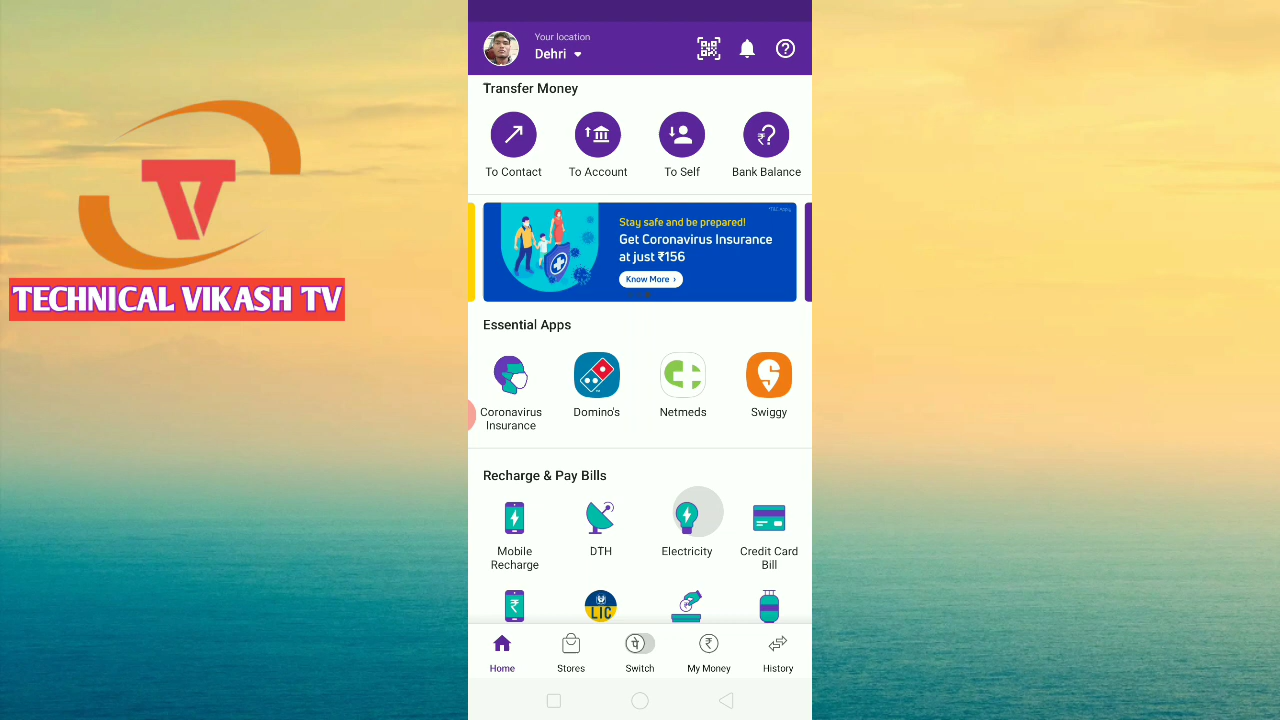 TECHNICAL VIKASH TV
Your location
Dehri
Transfer Money
To Contact
To Account
To Self
Bank Balance
Stay safe and be prepared!
Get Coronavirus Insurance
at just ₹156
Know More ›
Essential Apps
Coronavirus
Insurance
Domino's
Netmeds
Swiggy
Recharge & Pay Bills
Mobile
Recharge
DTH
Electricity
Credit Card
Bill
LIC
Home
Stores
पे
Switch
My Money
History